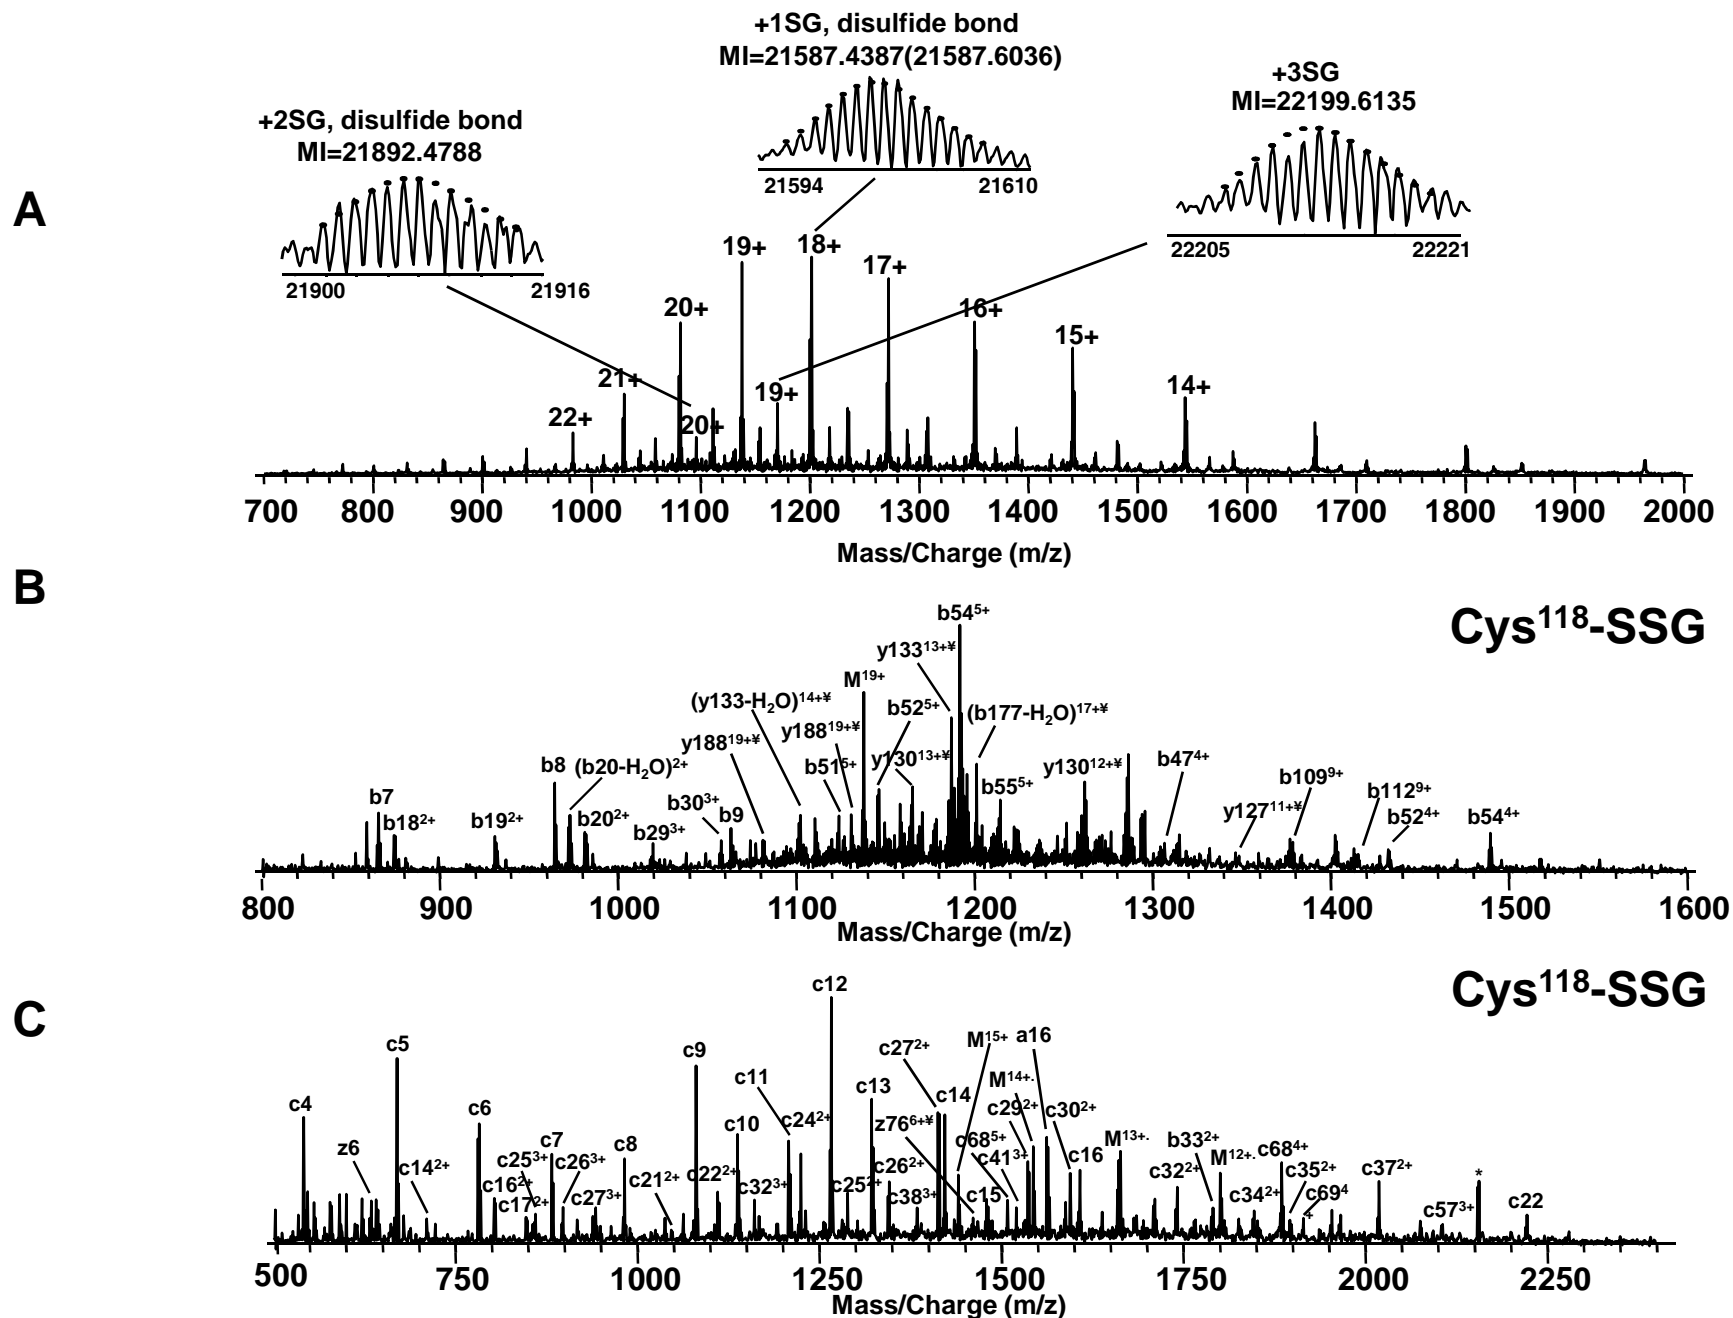 A
+2SG, disulfide bond
MI=21892.4788
21900 21916
+1SG, disulfide bond
MI=21587.4387(21587.6036)
21594 21610
+3SG
MI=22199.6135
22205 22221
22+ 21+ 20+ 20+ 19+ 19+ 18+ 17+ 16+ 15+ 14+
700 800 900 1000 1100 1200 1300 1400 1500 1600 1700 1800 1900 2000
Mass/Charge (m/z)
B
Cys¹¹⁸-SSG
b54⁵⁺
y133¹³⁺¥
M¹⁹⁺
(y133-H₂O)¹⁴⁺¥
b52⁵⁺
(b177-H₂O)¹⁷⁺¥
y188¹⁹⁺¥
y188¹⁹⁺¥
b51⁵⁺
y130¹³⁺¥
b55⁵⁺
y130¹²⁺¥
b47⁴⁺
b109⁹⁺
b112⁹⁺
y127¹¹⁺¥
b52⁴⁺
b54⁴⁺
b8
(b20-H₂O)²⁺
b7
b18²⁺
b19²⁺
b20²⁺
b30³⁺
b29³⁺
b9
800 900 1000 1100 1200 1300 1400 1500 1600
Mass/Charge (m/z)
C
Cys¹¹⁸-SSG
c4
z6
c5
c14²⁺
c6
c16²⁺
c25³⁺
c17²⁺
c7
c26³⁺
c27³⁺
c8
c21²⁺
c9
c22²⁺
c10
c11
c32³⁺
c24²⁺
c12
c25²⁺
c13
c26²⁺
c38³⁺
c27²⁺
c14
z76⁶⁺¥
M¹⁵⁺
c15
c68⁵⁺
c41³⁺
c29²⁺
M¹⁴⁺·
a16
c30²⁺
c16
M¹³⁺·
c32²⁺
b33²⁺
M¹²⁺·
c34²⁺
c68⁴⁺
c35²⁺
c69⁴
+
c37²⁺
c57³⁺
*
c22
500 750 1000 1250 1500 1750 2000 2250
Mass/Charge (m/z)